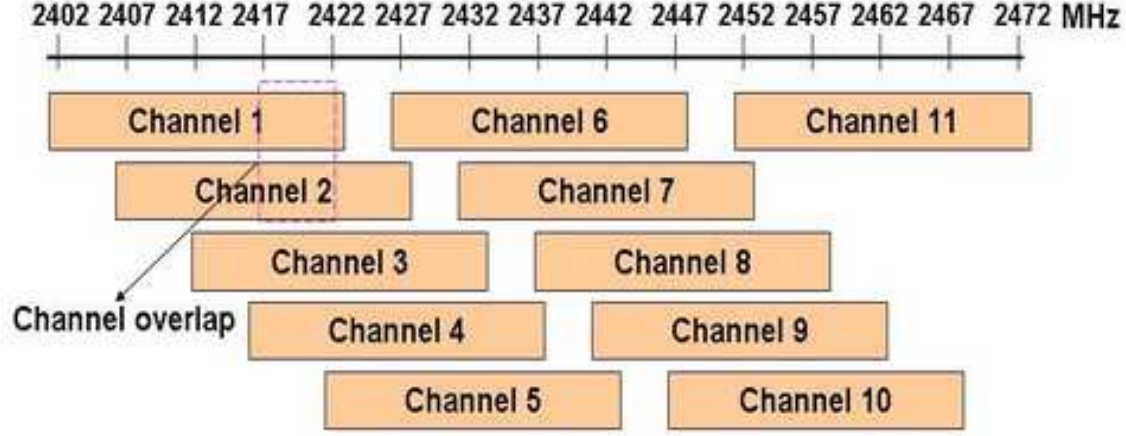 2402 2407 2412 2417 2422 2427 2432 2437 2442 2447 2452 2457 2462 2467 2472 MHz
Channel 1 Channel 6 Channel 11
Channel 2 Channel 7
Channel 3 Channel 8
Channel overlap
Channel 4 Channel 9
Channel 5 Channel 10